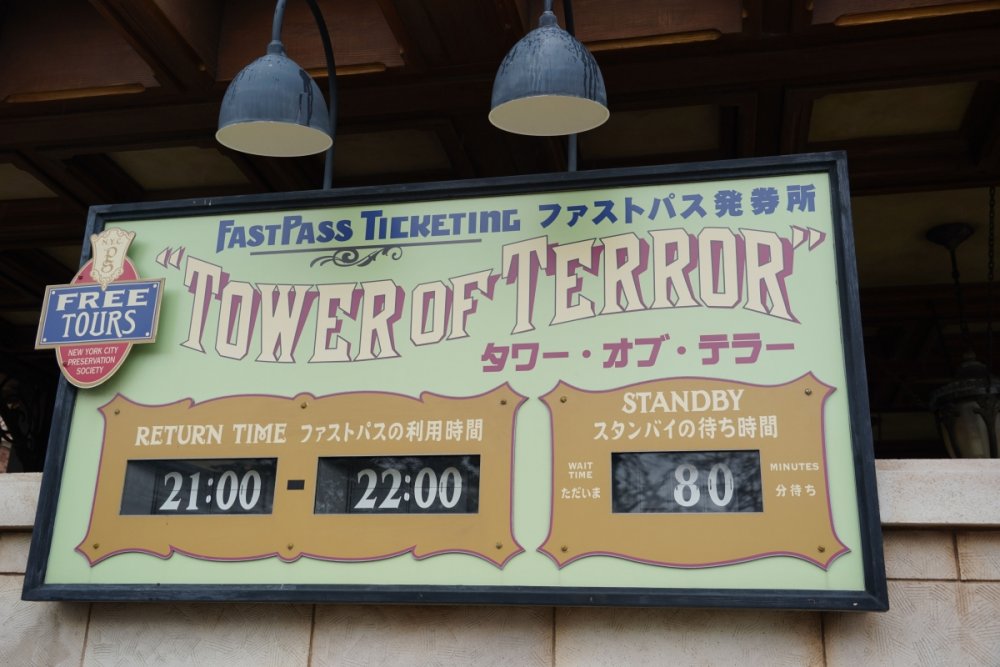 FASTPASS TICKETING ファストパス発券所
"TOWER OF TERROR"
タワー・オブ・テラー
N.Y.C.
FREE
TOURS
NEW YORK CITY
PRESERVATION
SOCIETY
RETURN TIME ファストパスの利用時間
21:00 - 22:00
STANDBY
スタンバイの待ち時間
WAIT
TIME
ただいま
80
MINUTES
分待ち